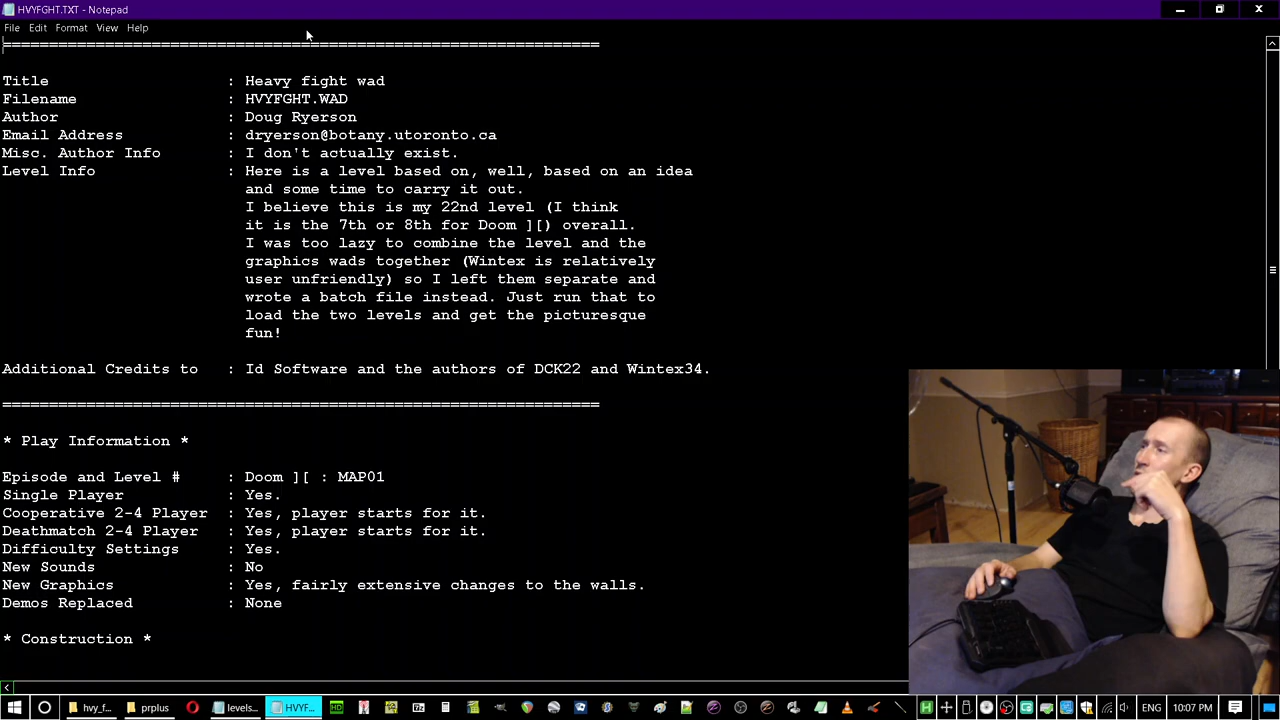 HVYFGHT.TXT - Notepad
File Edit Format View Help
=================================================================
Title : Heavy fight wad
Filename : HVYFGHT.WAD
Author : Doug Ryerson
Email Address : dryerson@botany.utoronto.ca
Misc. Author Info : I don't actually exist.
Level Info : Here is a level based on, well, based on an idea
and some time to carry it out.
I believe this is my 22nd level (I think
it is the 7th or 8th for Doom ][) overall.
I was too lazy to combine the level and the
graphics wads together (Wintex is relatively
user unfriendly) so I left them separate and
wrote a batch file instead. Just run that to
load the two levels and get the picturesque
fun!
Additional Credits to : Id Software and the authors of DCK22 and Wintex34.
=================================================================
* Play Information *
Episode and Level # : Doom ][ : MAP01
Single Player : Yes.
Cooperative 2-4 Player : Yes, player starts for it.
Deathmatch 2-4 Player : Yes, player starts for it.
Difficulty Settings : Yes.
New Sounds : No
New Graphics : Yes, fairly extensive changes to the walls.
Demos Replaced : None
* Construction *
hvy_f... prplus levels... HVYF... ENG 10:07 PM